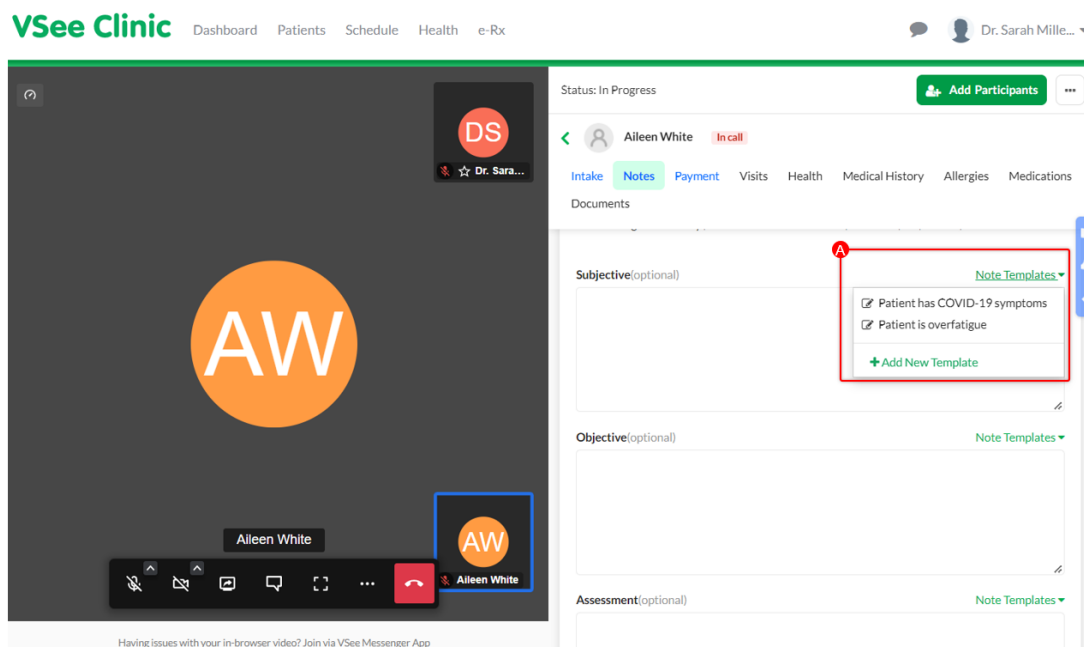 VSee Clinic Dashboard Patients Schedule Health e-Rx Dr. Sarah Mille...
DS
Dr. Sara...
AW
Aileen White
AW
Aileen White
Having issues with your in-browser video? Join via VSee Messenger App
Status: In Progress Add Participants
Aileen White In call
Intake Notes Payment Visits Health Medical History Allergies Medications
Documents
A
Subjective(optional) Note Templates
Patient has COVID-19 symptoms
Patient is overfatigue
+ Add New Template
Objective(optional) Note Templates
Assessment(optional) Note Templates